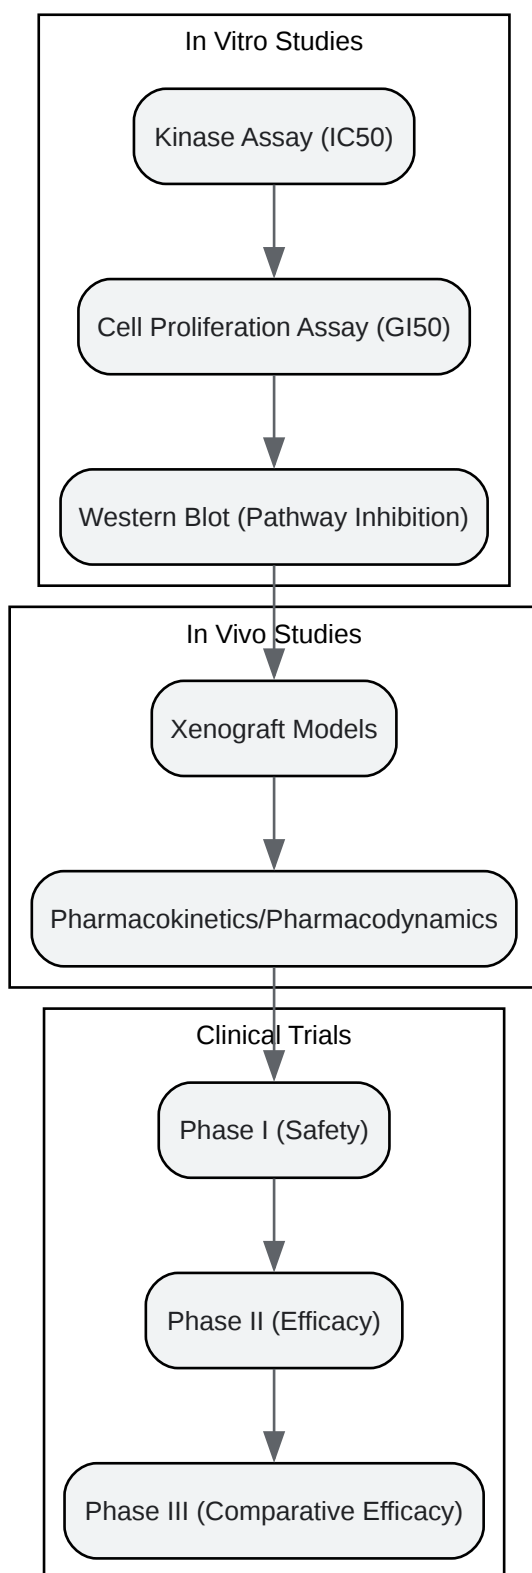 In Vitro Studies
Kinase Assay (IC50)
Cell Proliferation Assay (GI50)
Western Blot (Pathway Inhibition)
In Vivo Studies
Xenograft Models
Pharmacokinetics/Pharmacodynamics
Clinical Trials
Phase I (Safety)
Phase II (Efficacy)
Phase III (Comparative Efficacy)